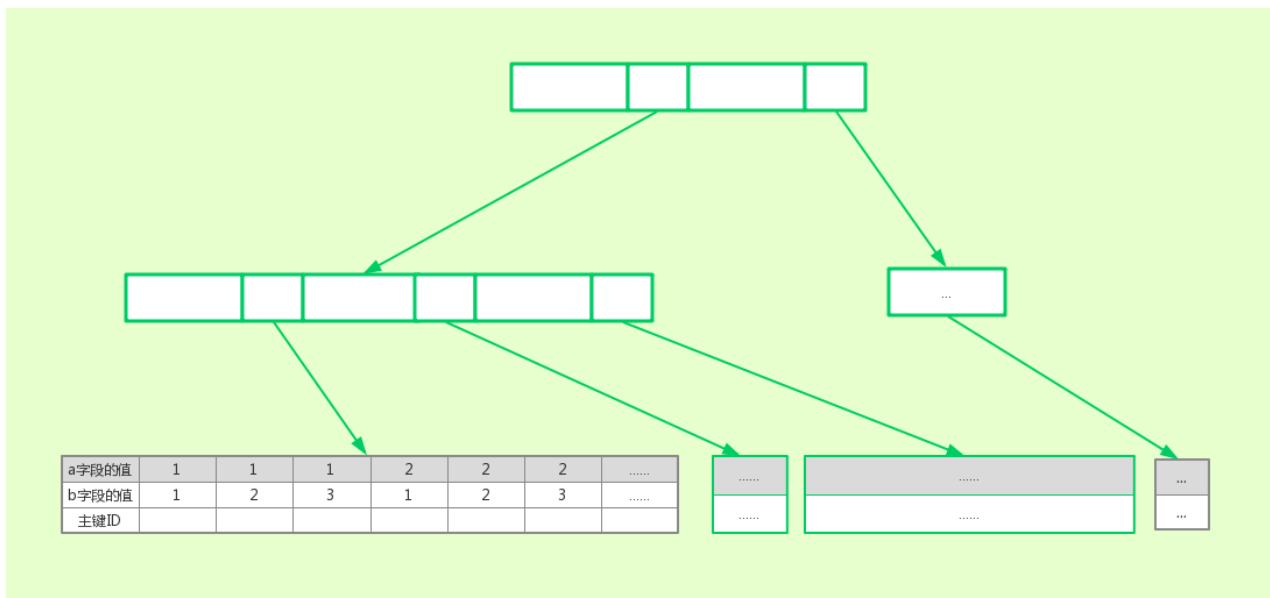 ...
a字段的值 1 1 1 2 2 2 ......
b字段的值 1 2 3 1 2 3 ......
主键ID
...... ...... ...
...... ...... ...